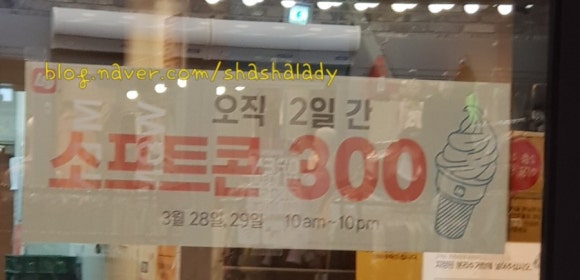 blog.naver.com/shashalady
오직 2일 간
소프트콘 300
3월 28일, 29일 10am~10pm